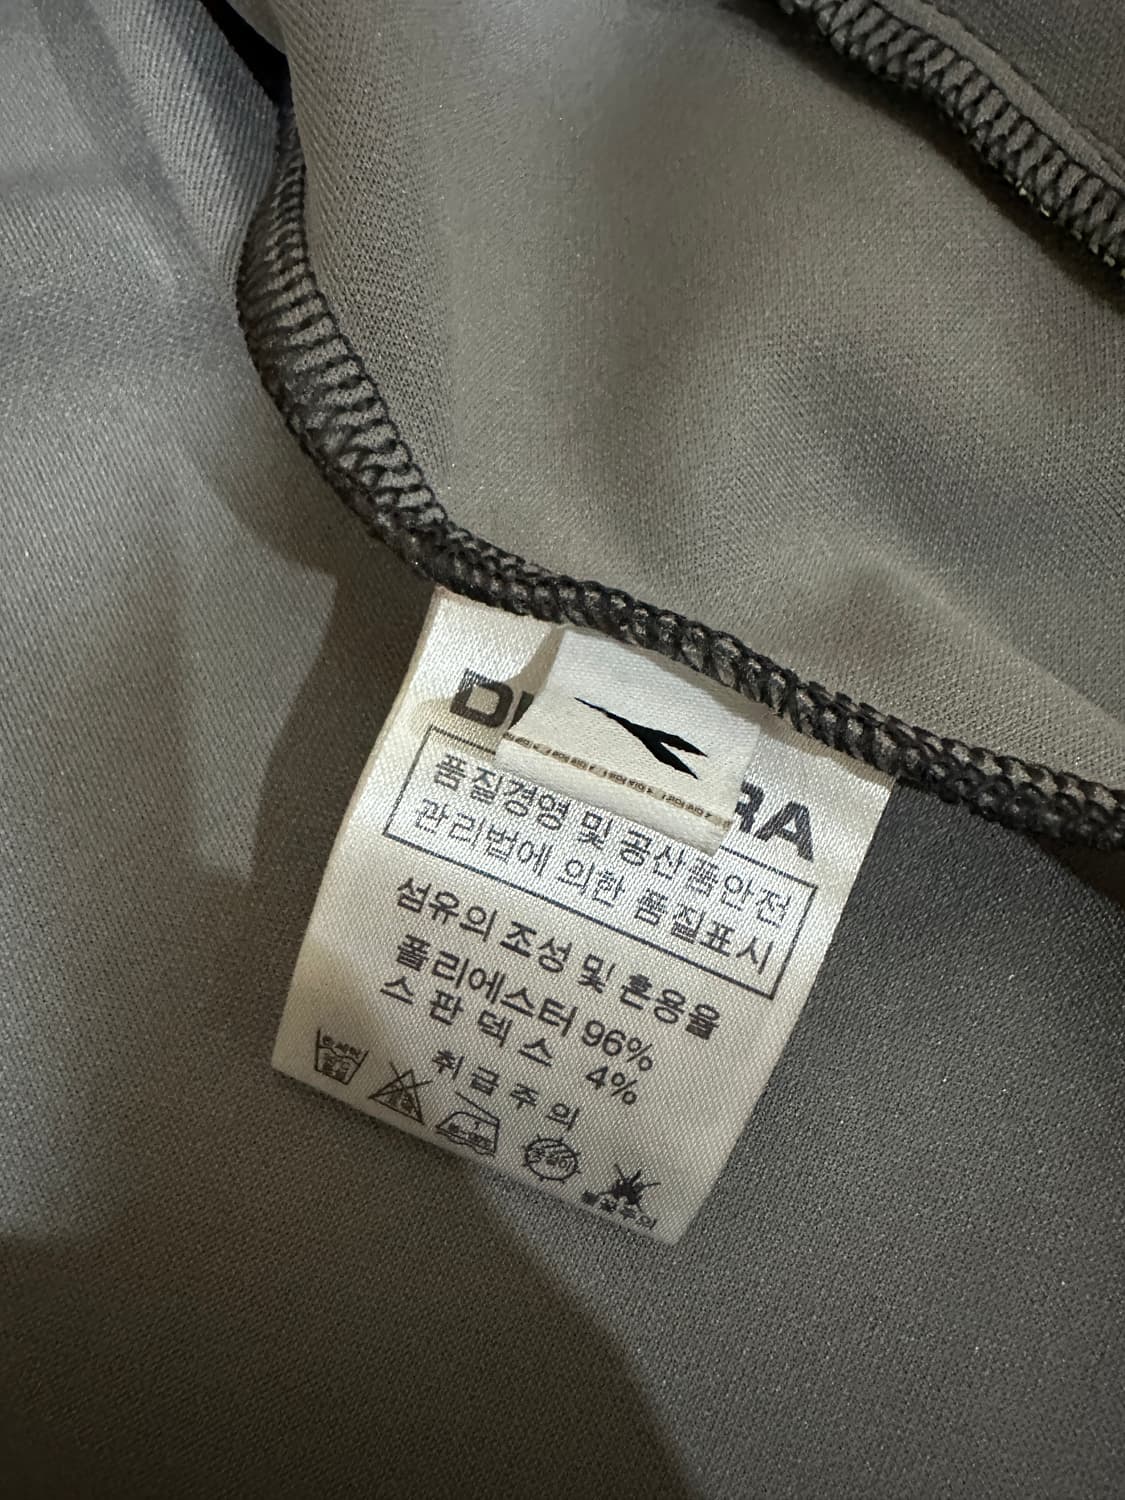 품질경영 및 공산품안전
관리법에 의한 품질표시
섬유의 조성 및 혼용율
폴리에스터 96%
스판덱스 4%
취급주의